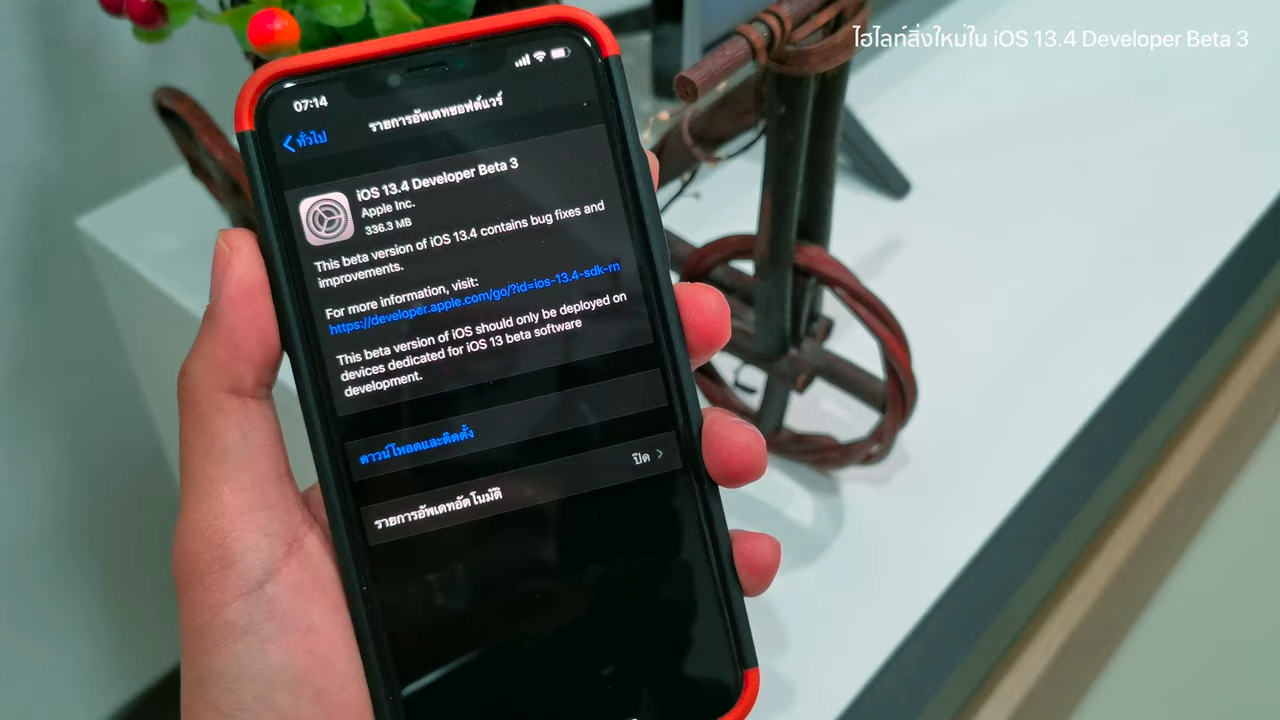 ไฮไลท์สิ่งใหม่ใน iOS 13.4 Developer Beta 3
07:14
ทั่วไป
รายการอัพเดทซอฟต์แวร์
iOS 13.4 Developer Beta 3
Apple Inc.
336.3 MB
This beta version of iOS 13.4 contains bug fixes and
improvements.
For more information, visit:
https://developer.apple.com/go/?id=ios-13.4-sdk-rn
This beta version of iOS should only be deployed on
devices dedicated for iOS 13 beta software
development.
ดาวน์โหลดและติดตั้ง
รายการอัพเดทอัตโนมัติ
ปิด